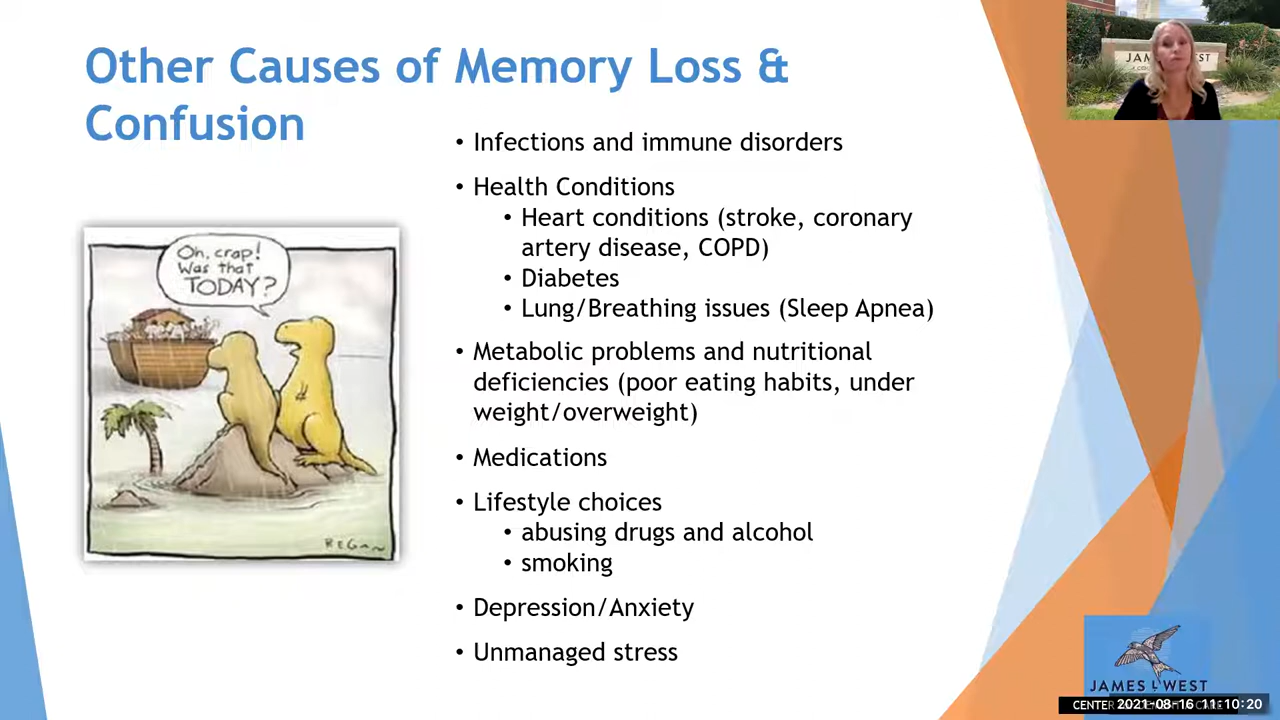 Other Causes of Memory Loss &
Confusion
• Infections and immune disorders
• Health Conditions
• Heart conditions (stroke, coronary
artery disease, COPD)
• Diabetes
• Lung/Breathing issues (Sleep Apnea)
• Metabolic problems and nutritional
deficiencies (poor eating habits, under
weight/overweight)
• Medications
• Lifestyle choices
• abusing drugs and alcohol
• smoking
• Depression/Anxiety
• Unmanaged stress
Oh, crap!
Was that
TODAY?
REGAN
JAM
ST
JAMES L WEST
CENTER
2021-08-16 11:10:20